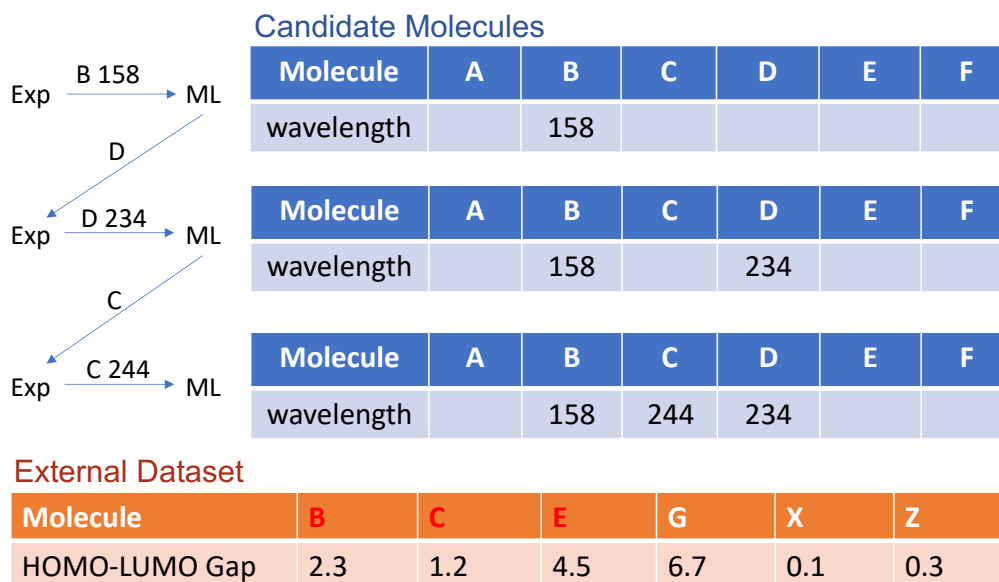 Candidate Molecules
B 158
Exp ML
Molecule A B C D E F
wavelength 158
D
D 234
Exp ML
Molecule A B C D E F
wavelength 158 234
C
C 244
Exp ML
Molecule A B C D E F
wavelength 158 244 234
External Dataset
Molecule B C E G X Z
HOMO-LUMO Gap 2.3 1.2 4.5 6.7 0.1 0.3